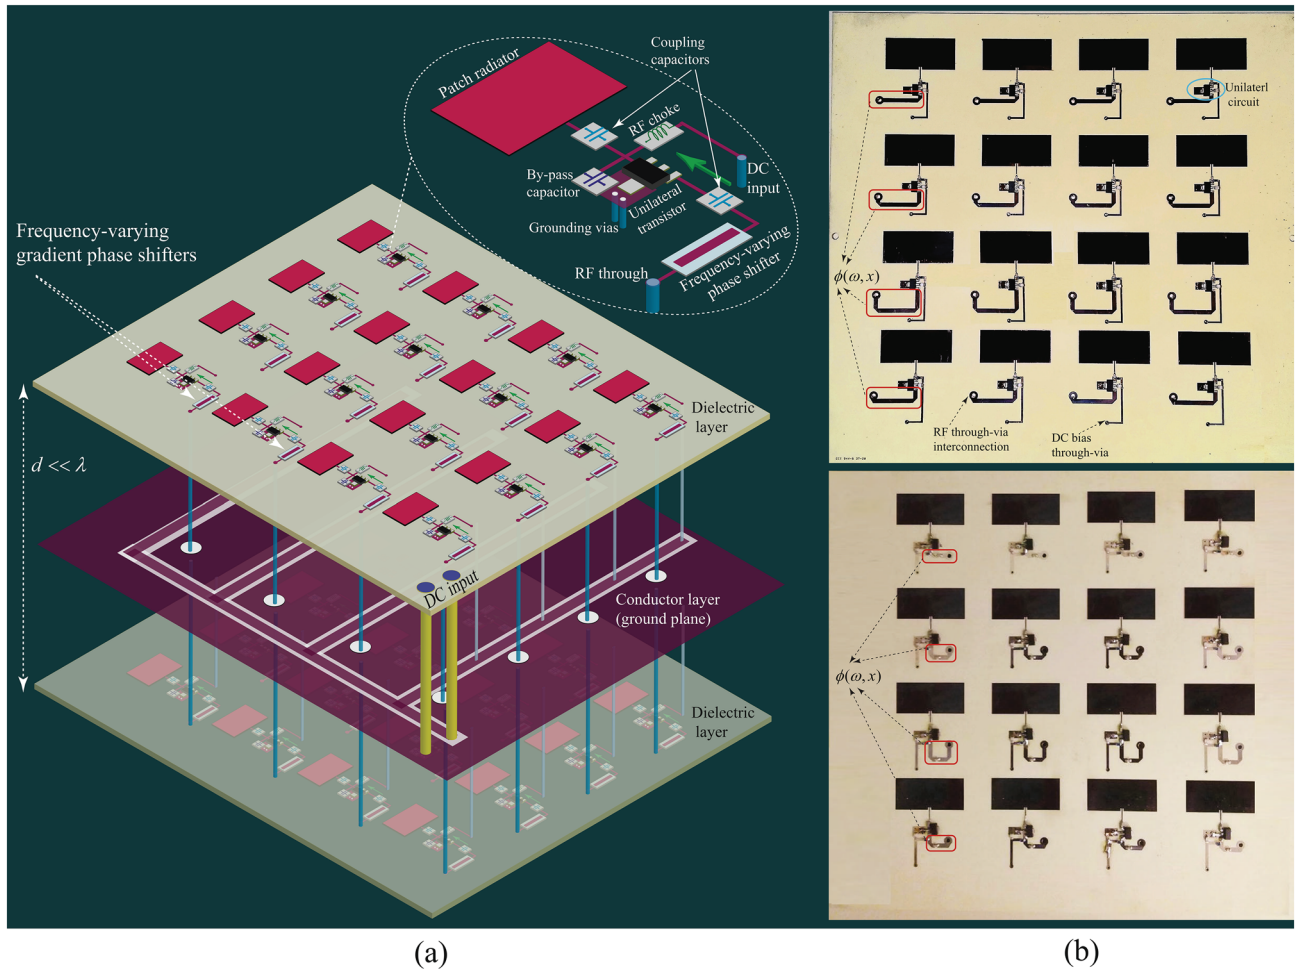 Patch radiator
Coupling
capacitors
RF choke
By-pass
capacitor
Unilateral
transistor
DC
input
Grounding vias
RF through
Frequency-varying
phase shifter
Frequency-varying
gradient phase shifters
d << λ
Dielectric
layer
DC input
Conductor layer
(ground plane)
Dielectric
layer
(a)
Unilaterl
circuit
ϕ(ω, x)
RF through-via
interconnection
DC bias
through-via
ϕ(ω, x)
(b)